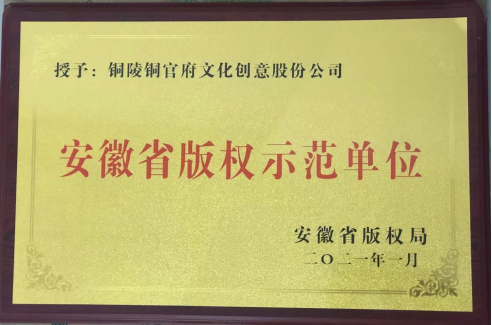 授予：铜陵铜官府文化创意股份公司
安徽省版权示范单位
安徽省版权局
二〇二一年一月